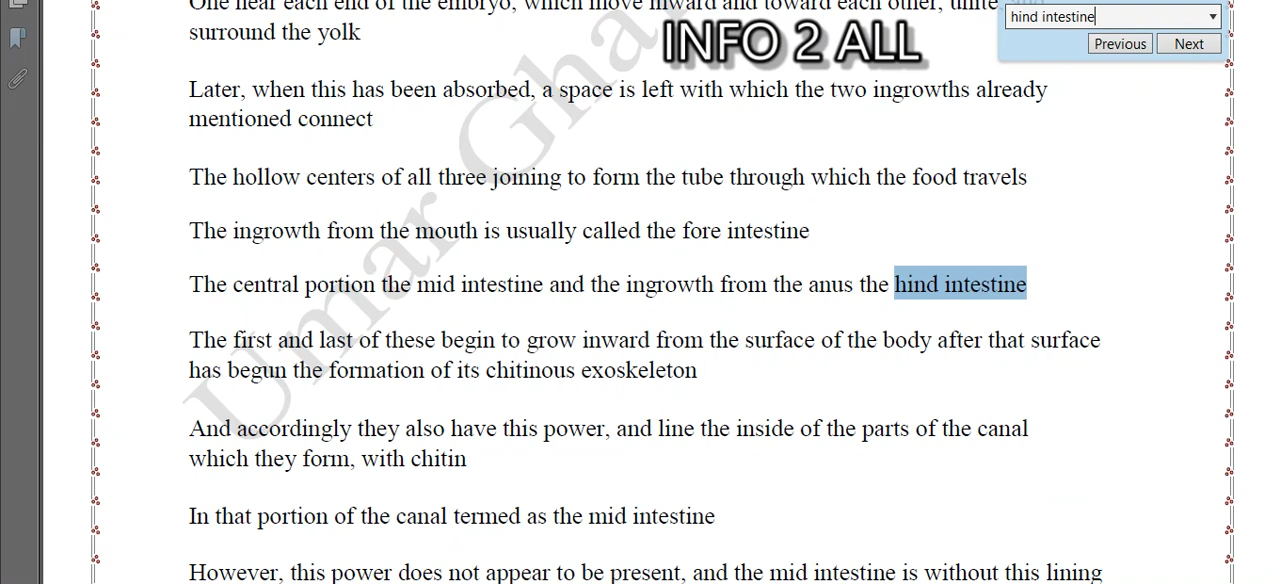 One near each end of the embryo, which move inward and toward each other, unite and
surround the yolk
INFO 2 ALL
hind intestine
Previous
Next
Later, when this has been absorbed, a space is left with which the two ingrowths already
mentioned connect
The hollow centers of all three joining to form the tube through which the food travels
The ingrowth from the mouth is usually called the fore intestine
The central portion the mid intestine and the ingrowth from the anus the hind intestine
The first and last of these begin to grow inward from the surface of the body after that surface
has begun the formation of its chitinous exoskeleton
And accordingly they also have this power, and line the inside of the parts of the canal
which they form, with chitin
In that portion of the canal termed as the mid intestine
However, this power does not appear to be present, and the mid intestine is without this lining
Umar Gha